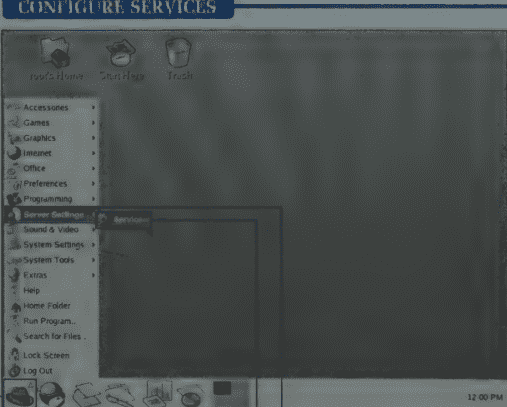 CONFIGURE SERVICES
root's Home
Start Here
Trash
Accessories
Games
Graphics
Internet
Office
Preferences
Programming
Server Settings
Services
Sound & Video
System Settings
System Tools
Extras
Help
Home Folder
Run Program...
Search for Files...
Lock Screen
Log Out
12:00 PM